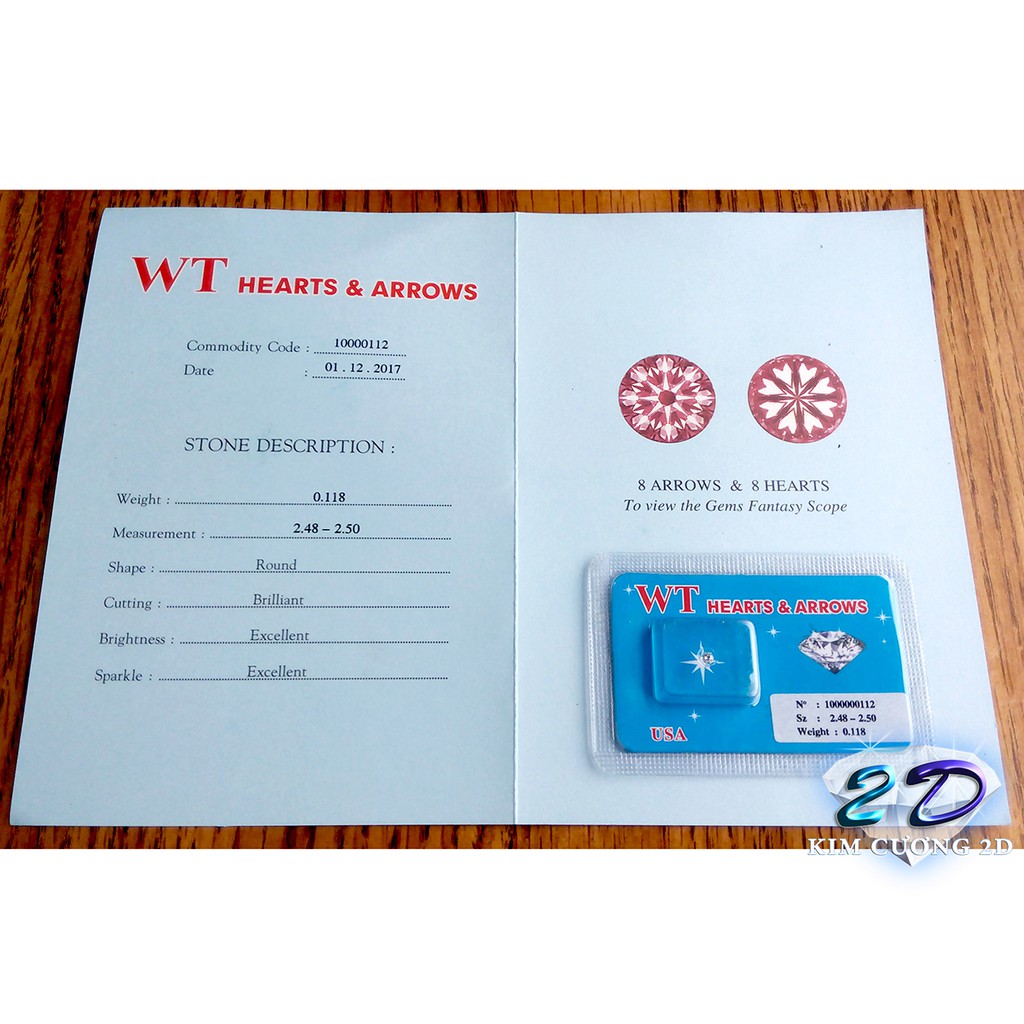 WT HEARTS & ARROWS
Commodity Code : 10000112
Date : 01 . 12 . 2017
STONE DESCRIPTION :
Weight : 0.118
Measurement : 2.48 – 2.50
Shape : Round
Cutting : Brilliant
Brightness : Excellent
Sparkle : Excellent
8 ARROWS & 8 HEARTS
To view the Gems Fantasy Scope
WT HEARTS & ARROWS
Nº : 1000000112
Sz : 2.48 – 2.50
Weight : 0.118
USA
2D
KIM CƯƠNG 2D